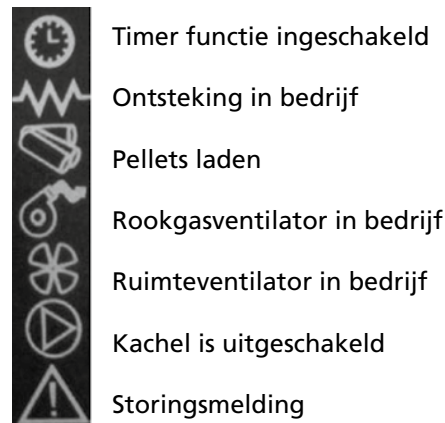 Timer functie ingeschakeld
Ontsteking in bedrijf
Pellets laden
Rookgasventilator in bedrijf
Ruimteventilator in bedrijf
Kachel is uitgeschakeld
Storingsmelding